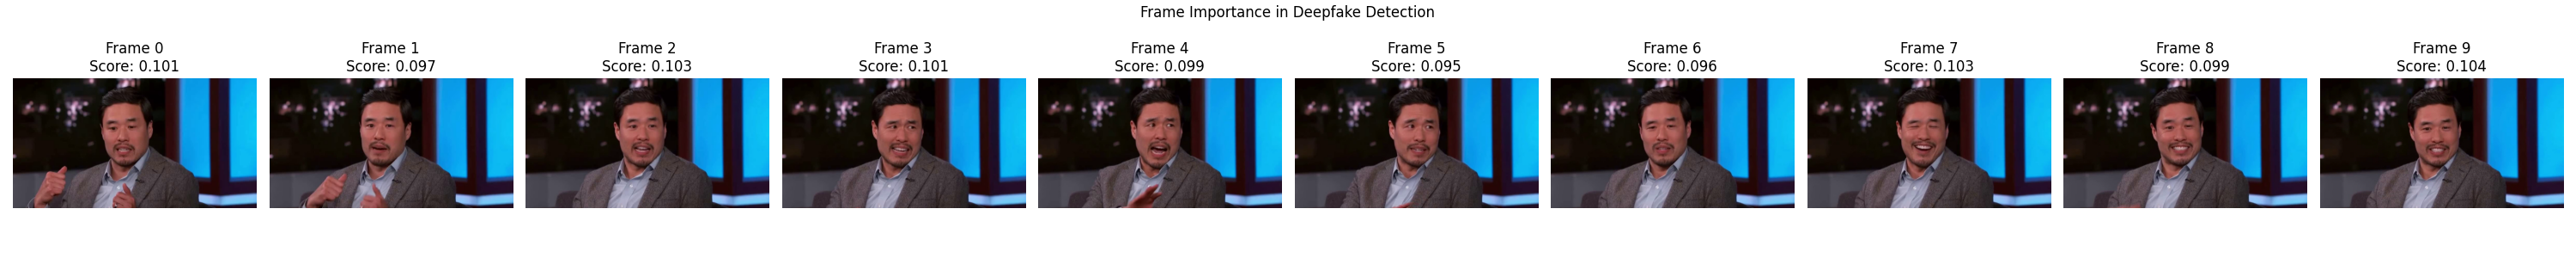 Frame Importance in Deepfake Detection
Frame 0
Score: 0.101
Frame 1
Score: 0.097
Frame 2
Score: 0.103
Frame 3
Score: 0.101
Frame 4
Score: 0.099
Frame 5
Score: 0.095
Frame 6
Score: 0.096
Frame 7
Score: 0.103
Frame 8
Score: 0.099
Frame 9
Score: 0.104